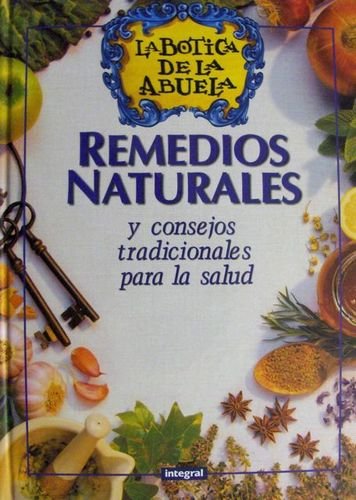 LA BOTICA
DE LA
ABUELA
REMEDIOS
NATURALES
y consejos
tradicionales
para la salud
integral